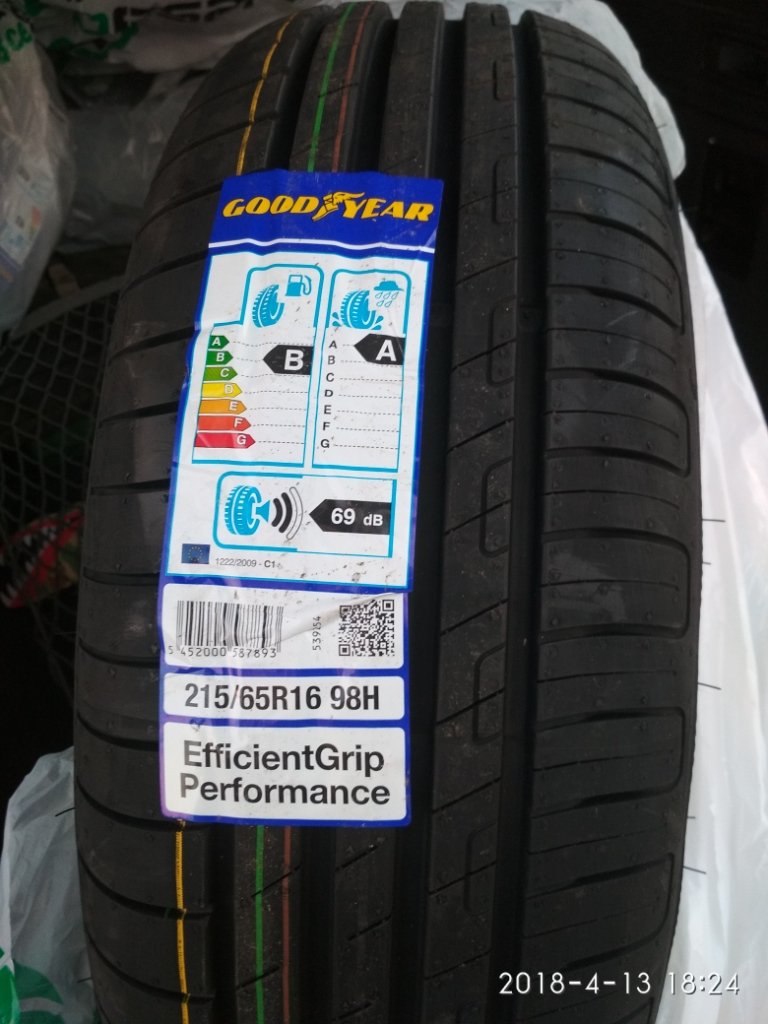 GOODYEAR
A
B
C
D
E
F
G
B
A
B
C
D
E
F
G
A
69 dB
1222/2009 - C1
5 452000 587893
539254
215/65R16 98H
EfficientGrip
Performance
2018-4-13 18:24